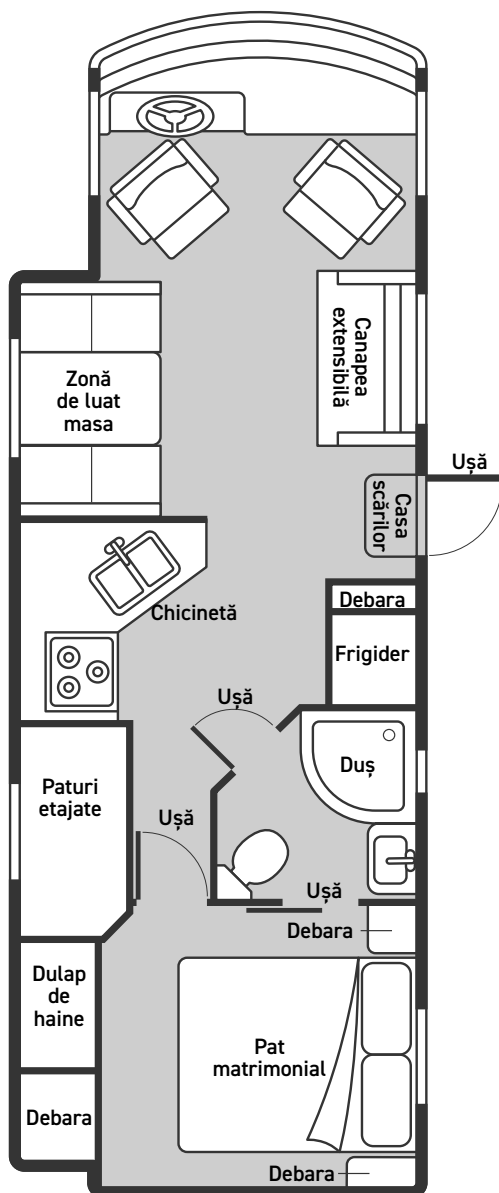 Canapea
extensibilă
Zonă
de luat
masa
Ușă
Casa
scărilor
Debara
Chicinetă
Frigider
Ușă
Duș
Paturi
etajate
Ușă
Ușă
Debara
Dulap
de
haine
Pat
matrimonial
Debara
Debara